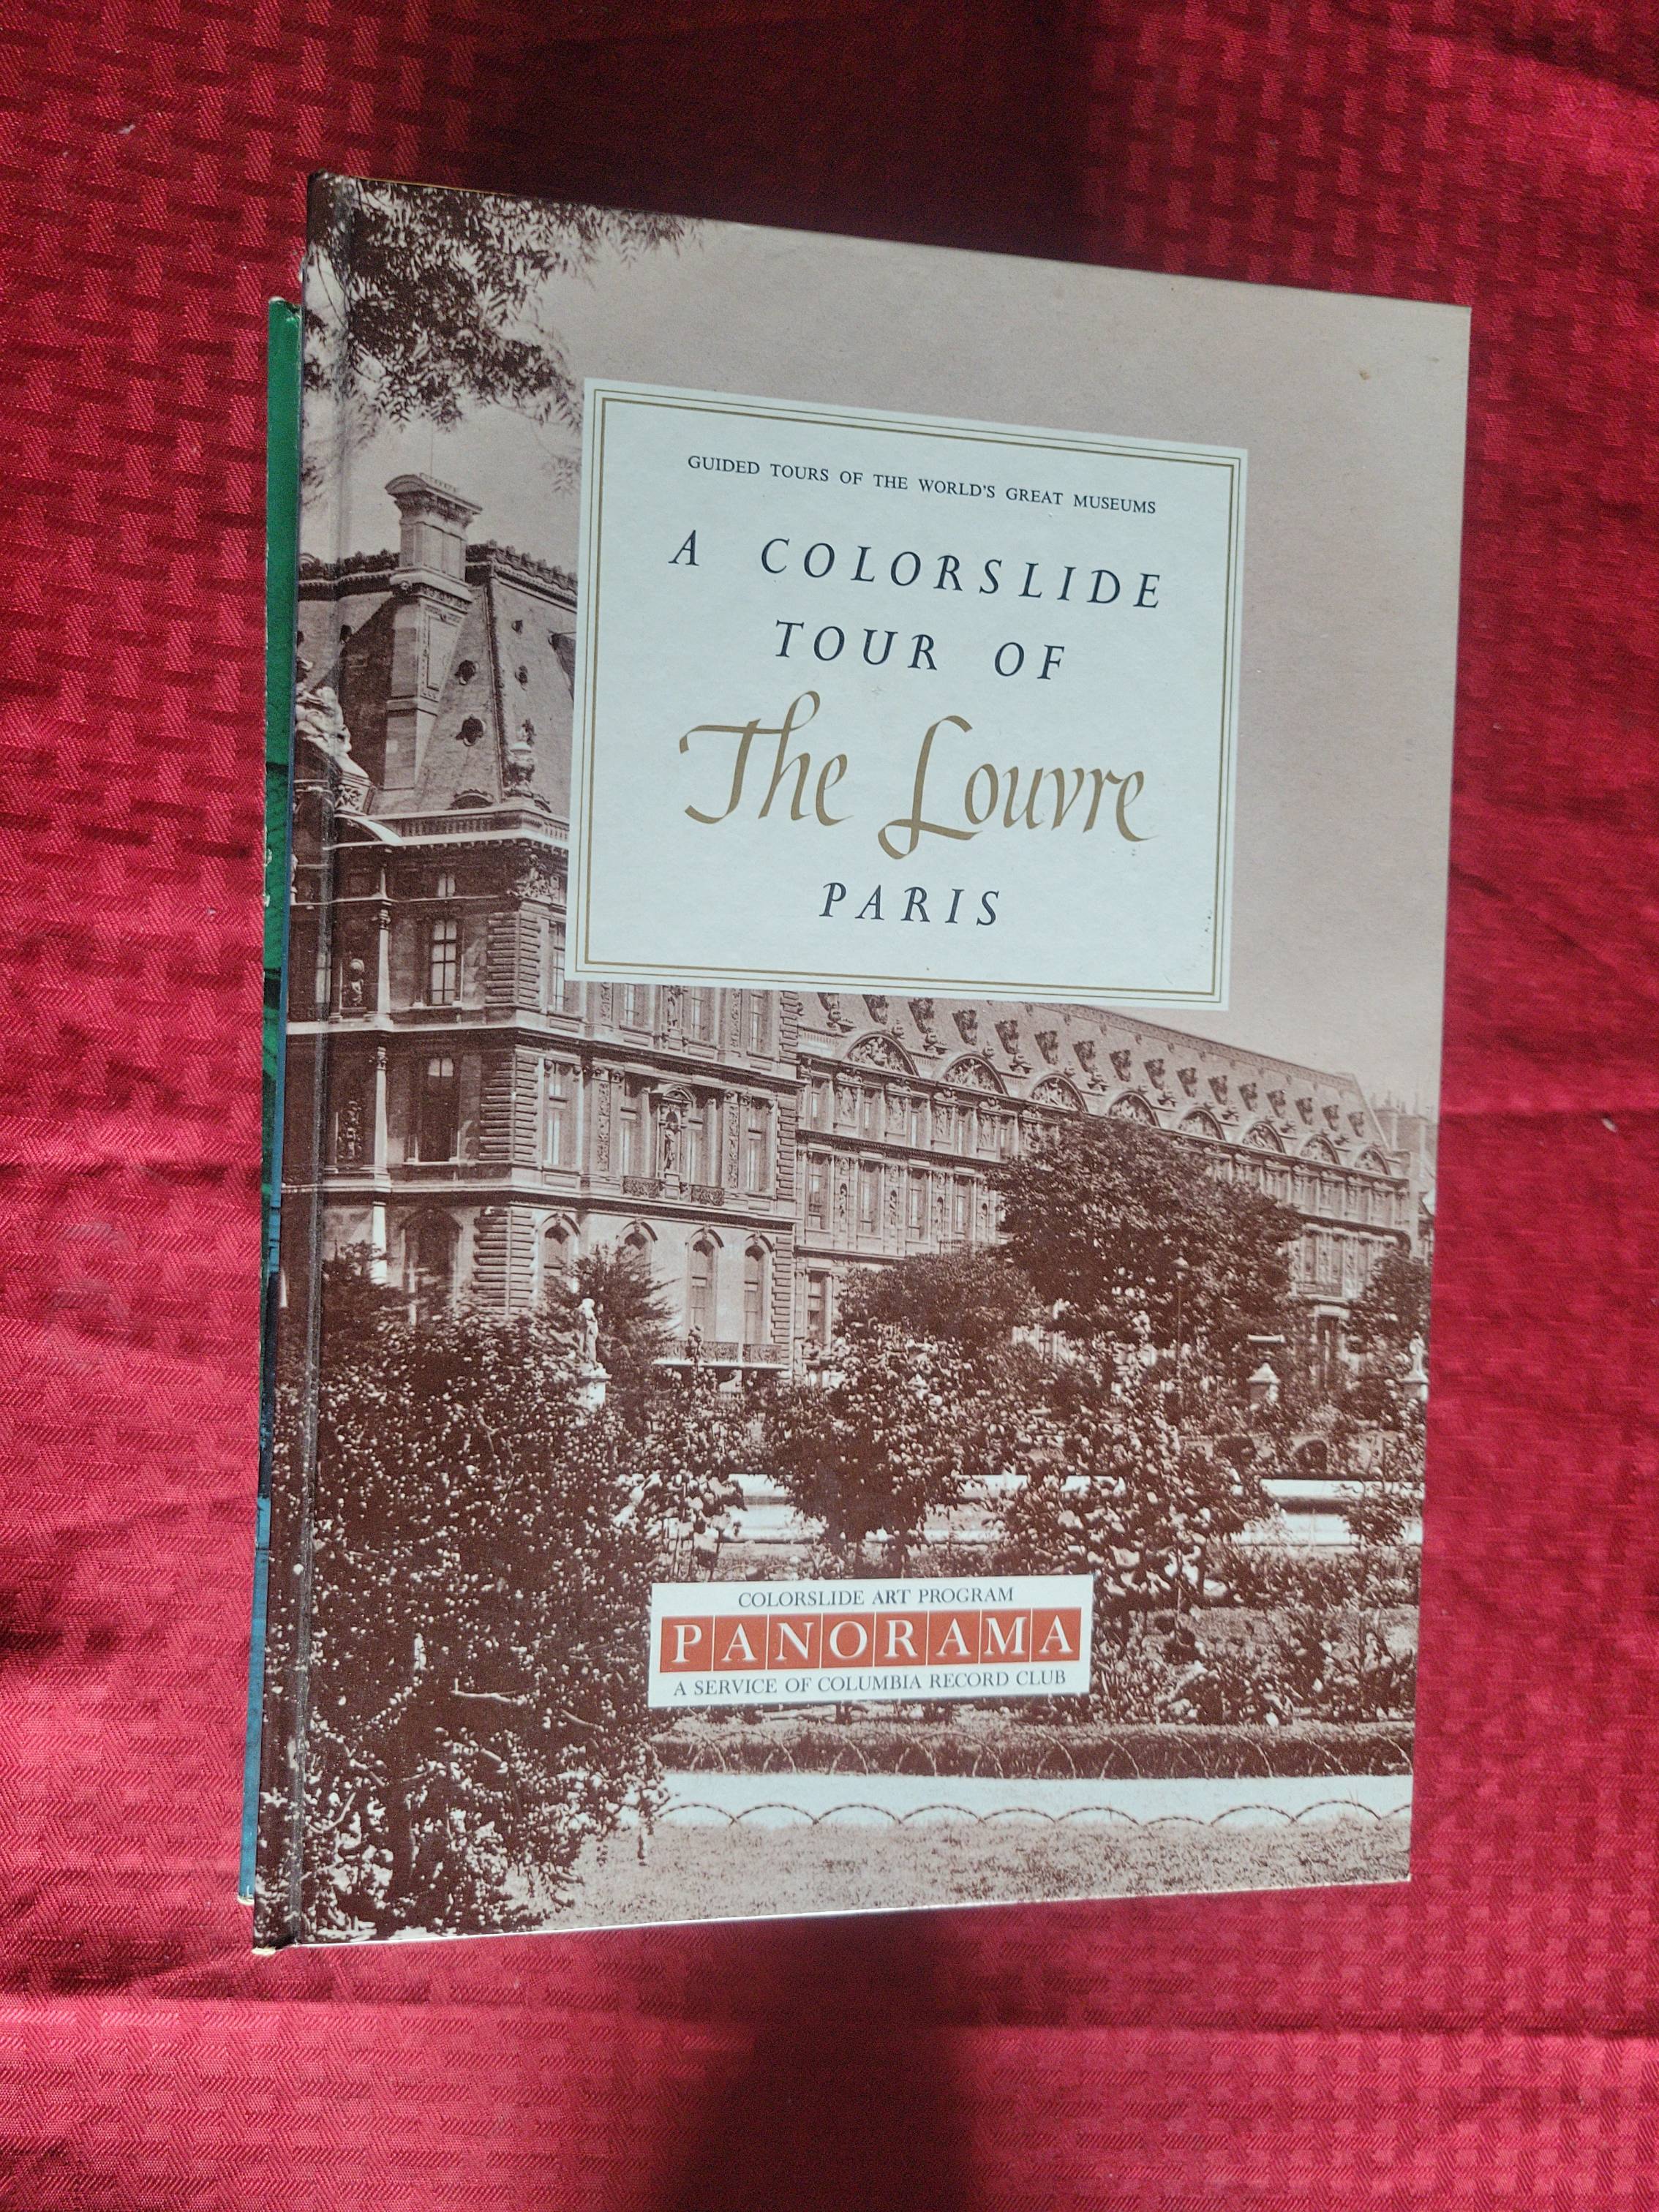 GUIDED TOURS OF THE WORLD'S GREAT MUSEUMS
A COLORSLIDE
TOUR OF
The Louvre
PARIS
COLORSLIDE ART PROGRAM
PANORAMA
A SERVICE OF COLUMBIA RECORD CLUB